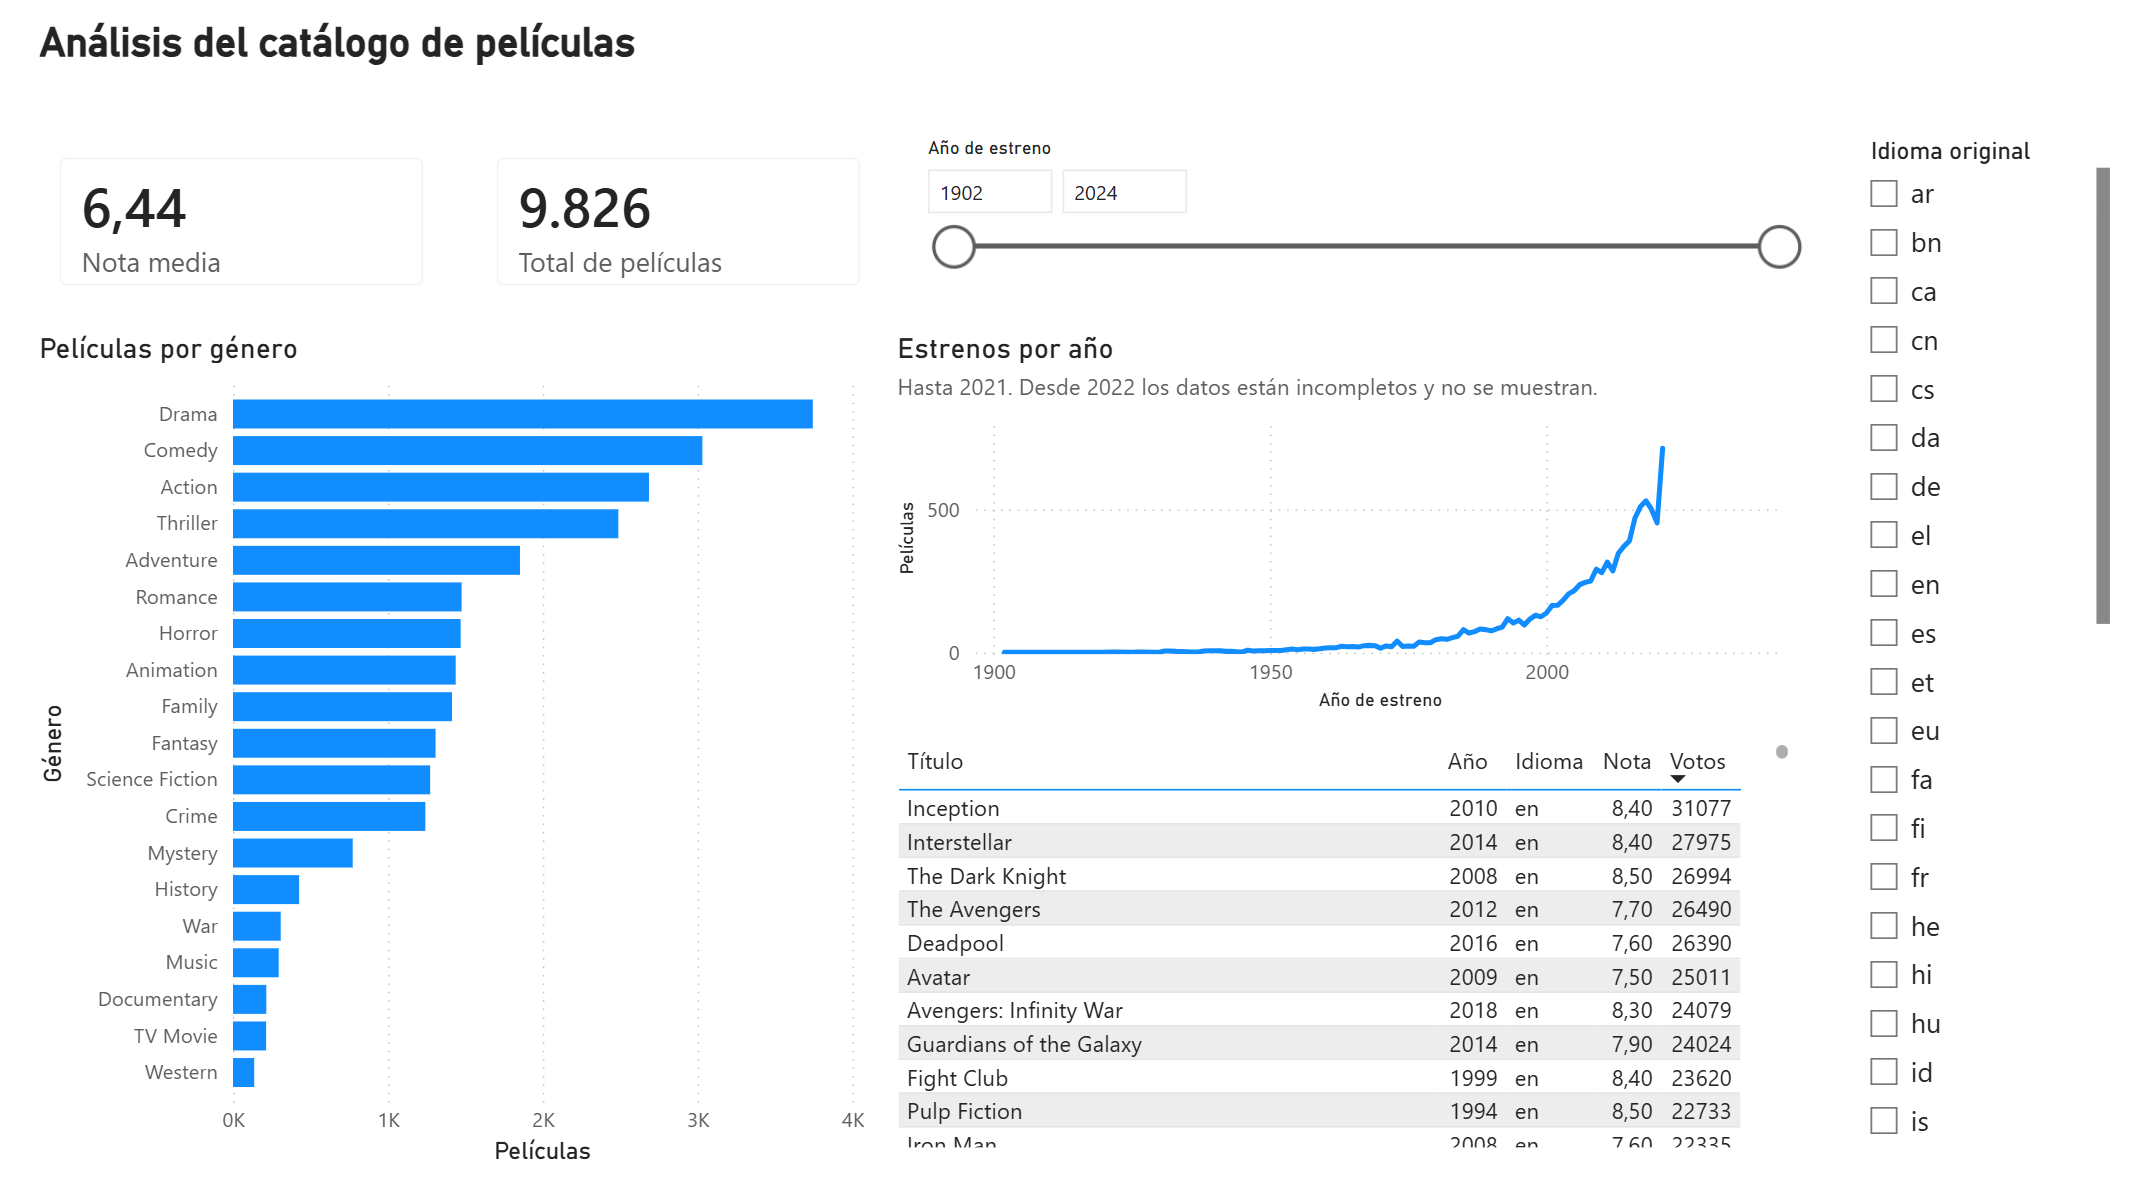 Análisis del catálogo de películas
6,44
Nota media
9.826
Total de películas
Año de estreno
1902 2024
Idioma original
ar
bn
ca
cn
cs
da
de
el
en
es
et
eu
fa
fi
fr
he
hi
hu
id
is
Películas por género
Género
Drama
Comedy
Action
Thriller
Adventure
Romance
Horror
Animation
Family
Fantasy
Science Fiction
Crime
Mystery
History
War
Music
Documentary
TV Movie
Western
0K 1K 2K 3K 4K
Películas
Estrenos por año
Hasta 2021. Desde 2022 los datos están incompletos y no se muestran.
Películas
500
0
1900 1950 2000
Año de estreno
Título Año Idioma Nota Votos
Inception 2010 en 8,40 31077
Interstellar 2014 en 8,40 27975
The Dark Knight 2008 en 8,50 26994
The Avengers 2012 en 7,70 26490
Deadpool 2016 en 7,60 26390
Avatar 2009 en 7,50 25011
Avengers: Infinity War 2018 en 8,30 24079
Guardians of the Galaxy 2014 en 7,90 24024
Fight Club 1999 en 8,40 23620
Pulp Fiction 1994 en 8,50 22733
Iron Man 2008 en 7,60 22335